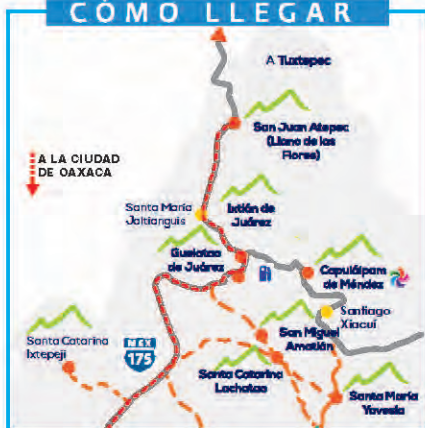 CÓMO LLEGAR
A Tuxtepec
San Juan Atepec
(Llano de las
Flores)
A LA CIUDAD
DE OAXACA
Santa María
Jaltianguis
Ixtlán de
Juárez
Guelatao
de Juárez
Capulálpam
de Méndez
Santiago
Xiacuí
Santa Catarina
Ixtepeji
MEX
175
San Miguel
Amatlán
Santa Catarina
Lachatao
Santa María
Yavesía